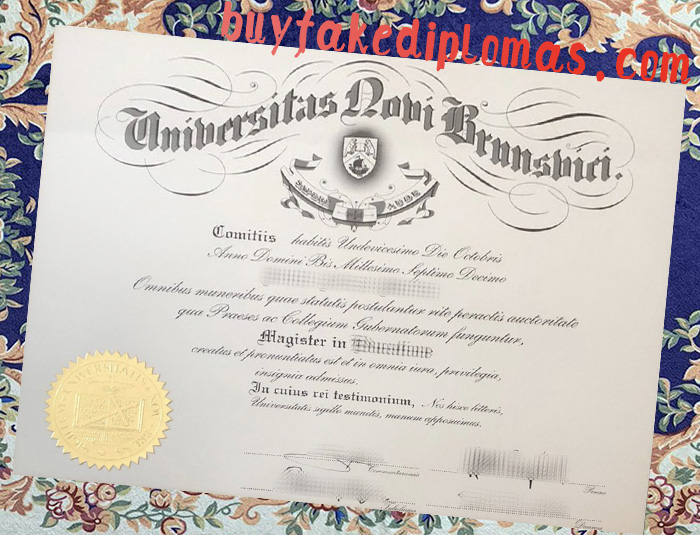 buyfakediplomas.com
Universitas Novi Brunsvici.
SAPERE AUDE
Comitiis habitis Undevicesimo Die Octobris
Anno Domini Bis Millesimo Septimo Decimo
Omnibus muneribus quae statutis postulantur rite peractis auctoritate
qua Praeses ac Collegium Gubernatorum funguntur,
Magister in
creatus et pronuntiatus est et in omnia iura, privilegia,
insignia admissus.
In cuius rei testimonium, Nos hisce litteris,
Universitatis sigillo munitis, manum apposuimus.